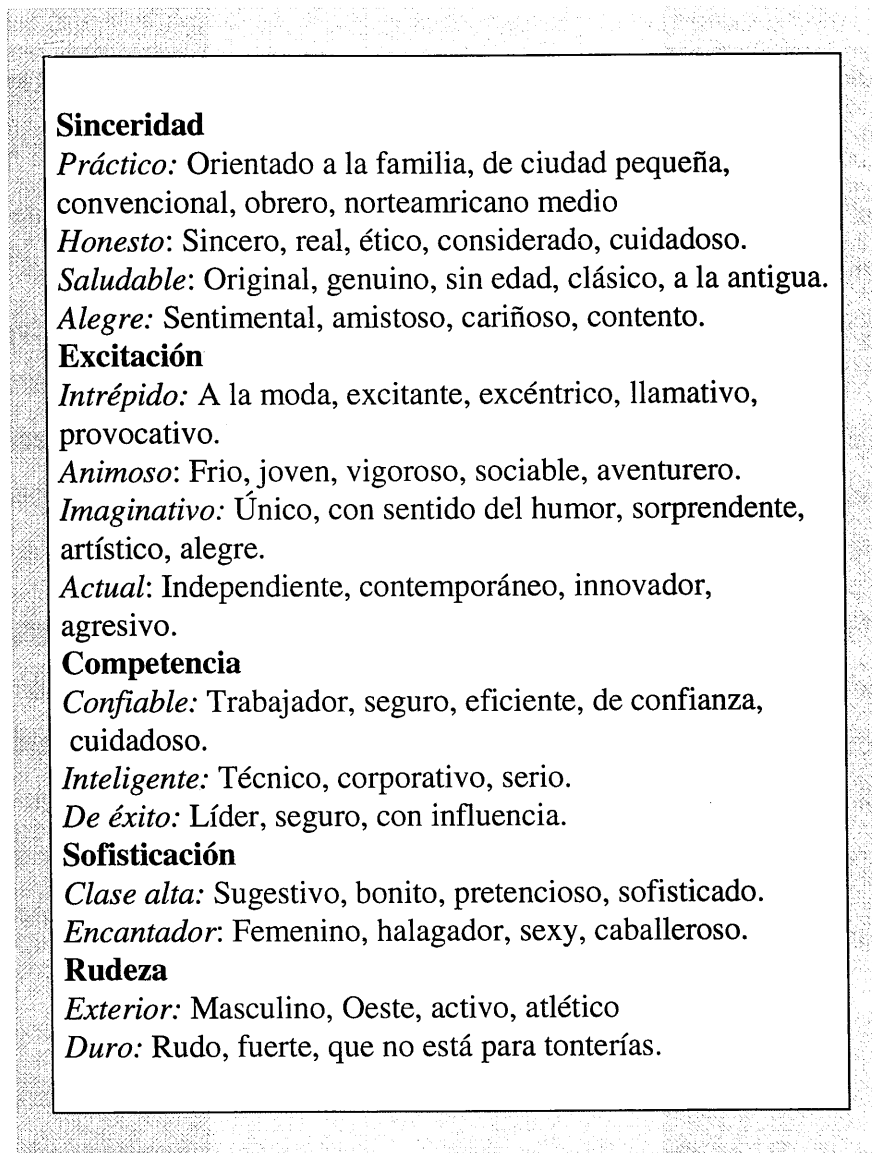 Sinceridad
Práctico: Orientado a la familia, de ciudad pequeña,
convencional, obrero, norteamricano medio
Honesto: Sincero, real, ético, considerado, cuidadoso.
Saludable: Original, genuino, sin edad, clásico, a la antigua.
Alegre: Sentimental, amistoso, cariñoso, contento.
Excitación
Intrépido: A la moda, excitante, excéntrico, llamativo,
provocativo.
Animoso: Frio, joven, vigoroso, sociable, aventurero.
Imaginativo: Único, con sentido del humor, sorprendente,
artístico, alegre.
Actual: Independiente, contemporáneo, innovador,
agresivo.
Competencia
Confiable: Trabajador, seguro, eficiente, de confianza,
cuidadoso.
Inteligente: Técnico, corporativo, serio.
De éxito: Líder, seguro, con influencia.
Sofisticación
Clase alta: Sugestivo, bonito, pretencioso, sofisticado.
Encantador: Femenino, halagador, sexy, caballeroso.
Rudeza
Exterior: Masculino, Oeste, activo, atlético
Duro: Rudo, fuerte, que no está para tonterías.